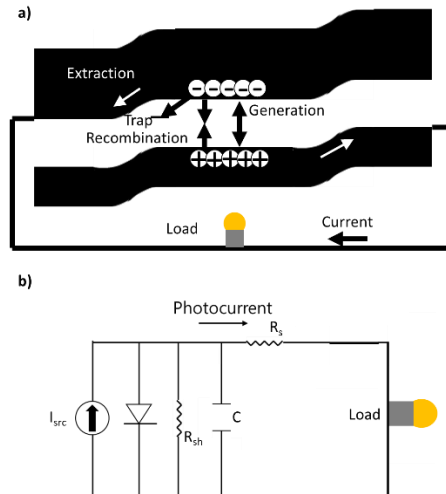 a)
Extraction
Generation
Trap
Recombination
Load
Current
b)
Photocurrent
Rs
Isrc
Rsh
C
Load